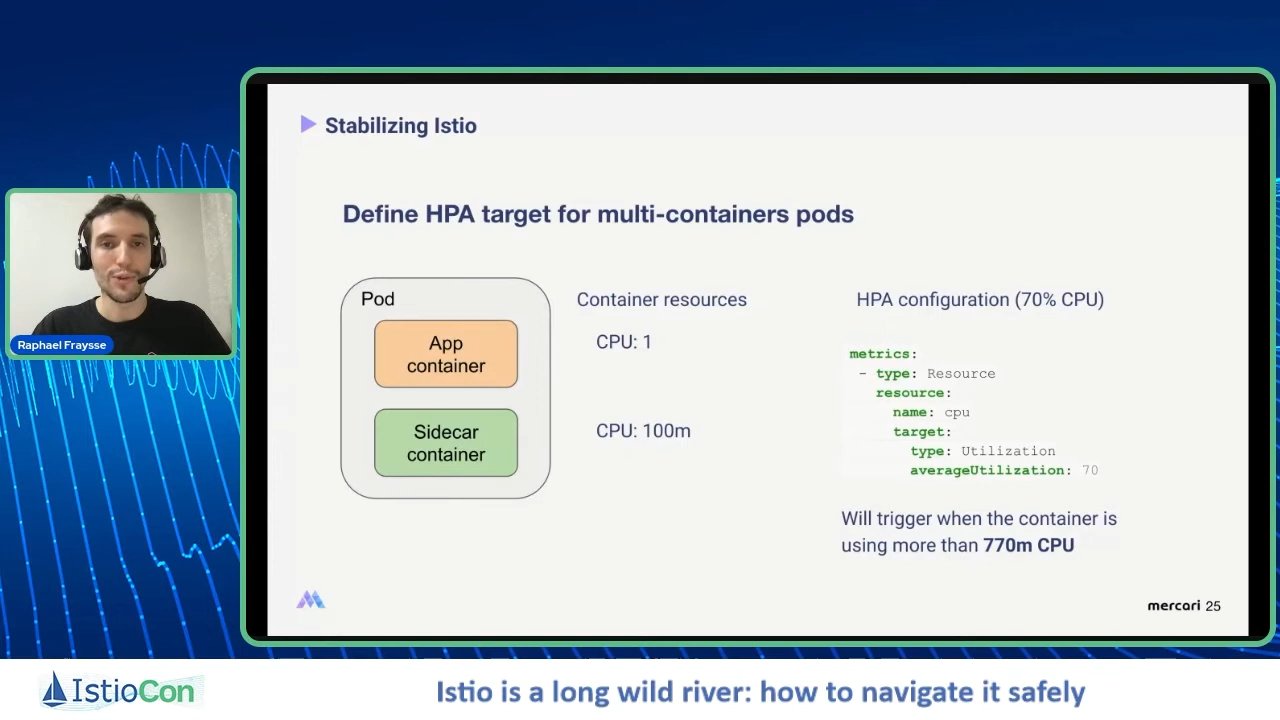 Stabilizing Istio
Define HPA target for multi-containers pods
Pod
App
container
Sidecar
container
Container resources
CPU: 1
CPU: 100m
HPA configuration (70% CPU)
metrics:
- type: Resource
resource:
name: cpu
target:
type: Utilization
averageUtilization: 70
Will trigger when the container is
using more than 770m CPU
mercari 25
Raphael Fraysse
IstioCon
Istio is a long wild river: how to navigate it safely